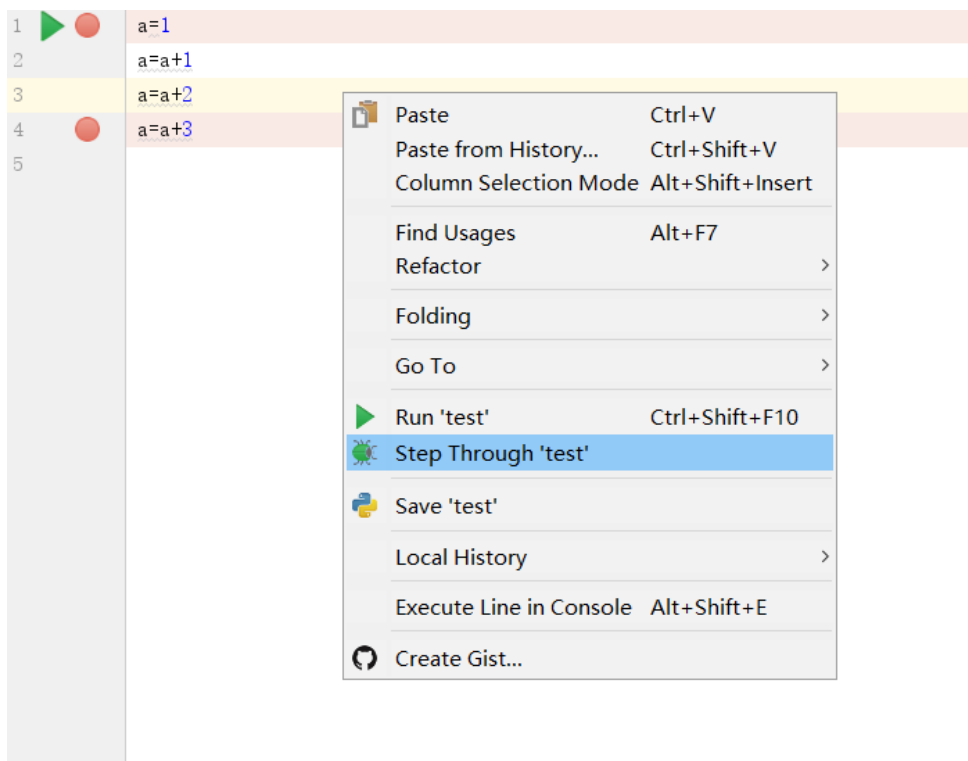 1 a=1
2 a=a+1
3 a=a+2
4 a=a+3
5
Paste Ctrl+V
Paste from History... Ctrl+Shift+V
Column Selection Mode Alt+Shift+Insert
Find Usages Alt+F7
Refactor
Folding
Go To
Run 'test' Ctrl+Shift+F10
Step Through 'test'
Save 'test'
Local History
Execute Line in Console Alt+Shift+E
Create Gist...